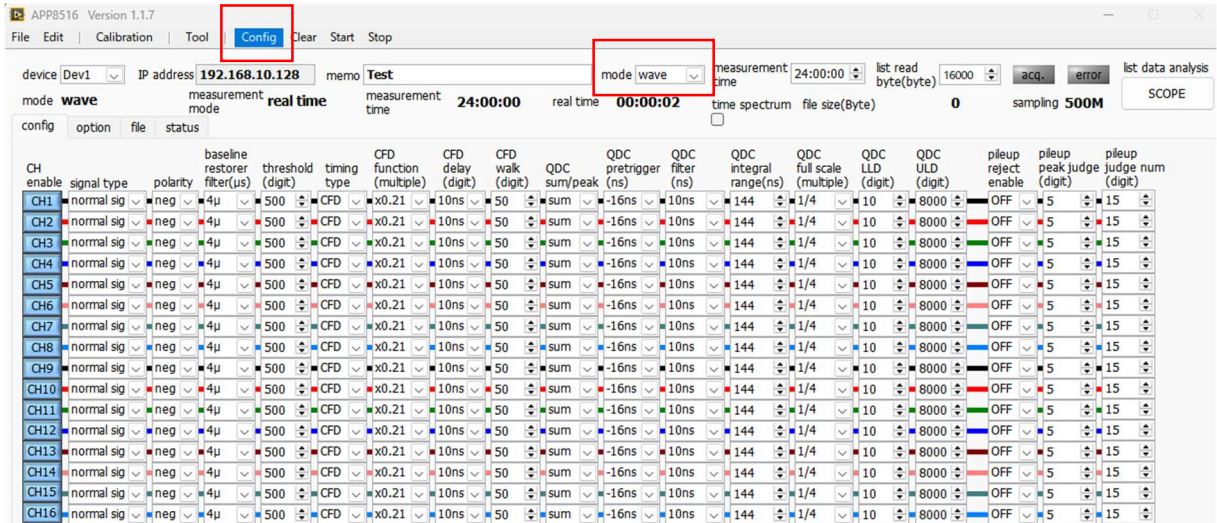 APP8516 Version 1.1.7
File Edit | Calibration | Tool | Config Clear Start Stop
device Dev1 IP address 192.168.10.128 memo Test mode wave measurement time 24:00:00 list read byte(byte) 16000 acq. error list data analysis
SCOPE
mode wave measurement mode real time measurement time 24:00:00 real time 00:00:02 time spectrum file size(Byte) 0 sampling 500M
config option file status
CH enable signal type polarity baseline restorer filter(μs) threshold (digit) timing type CFD function (multiple) CFD delay (digit) CFD walk (digit) QDC sum/peak QDC pretrigger (ns) QDC filter (ns) QDC integral range(ns) QDC full scale (multiple) QDC LLD (digit) QDC ULD (digit) pileup reject enable pileup peak judge (digit) pileup judge num (digit)
CH1 normal sig neg 4μ 500 CFD x0.21 10ns 50 sum -16ns 10ns 144 1/4 10 8000 OFF 5 15
CH2 normal sig neg 4μ 500 CFD x0.21 10ns 50 sum -16ns 10ns 144 1/4 10 8000 OFF 5 15
CH3 normal sig neg 4μ 500 CFD x0.21 10ns 50 sum -16ns 10ns 144 1/4 10 8000 OFF 5 15
CH4 normal sig neg 4μ 500 CFD x0.21 10ns 50 sum -16ns 10ns 144 1/4 10 8000 OFF 5 15
CH5 normal sig neg 4μ 500 CFD x0.21 10ns 50 sum -16ns 10ns 144 1/4 10 8000 OFF 5 15
CH6 normal sig neg 4μ 500 CFD x0.21 10ns 50 sum -16ns 10ns 144 1/4 10 8000 OFF 5 15
CH7 normal sig neg 4μ 500 CFD x0.21 10ns 50 sum -16ns 10ns 144 1/4 10 8000 OFF 5 15
CH8 normal sig neg 4μ 500 CFD x0.21 10ns 50 sum -16ns 10ns 144 1/4 10 8000 OFF 5 15
CH9 normal sig neg 4μ 500 CFD x0.21 10ns 50 sum -16ns 10ns 144 1/4 10 8000 OFF 5 15
CH10 normal sig neg 4μ 500 CFD x0.21 10ns 50 sum -16ns 10ns 144 1/4 10 8000 OFF 5 15
CH11 normal sig neg 4μ 500 CFD x0.21 10ns 50 sum -16ns 10ns 144 1/4 10 8000 OFF 5 15
CH12 normal sig neg 4μ 500 CFD x0.21 10ns 50 sum -16ns 10ns 144 1/4 10 8000 OFF 5 15
CH13 normal sig neg 4μ 500 CFD x0.21 10ns 50 sum -16ns 10ns 144 1/4 10 8000 OFF 5 15
CH14 normal sig neg 4μ 500 CFD x0.21 10ns 50 sum -16ns 10ns 144 1/4 10 8000 OFF 5 15
CH15 normal sig neg 4μ 500 CFD x0.21 10ns 50 sum -16ns 10ns 144 1/4 10 8000 OFF 5 15
CH16 normal sig neg 4μ 500 CFD x0.21 10ns 50 sum -16ns 10ns 144 1/4 10 8000 OFF 5 15